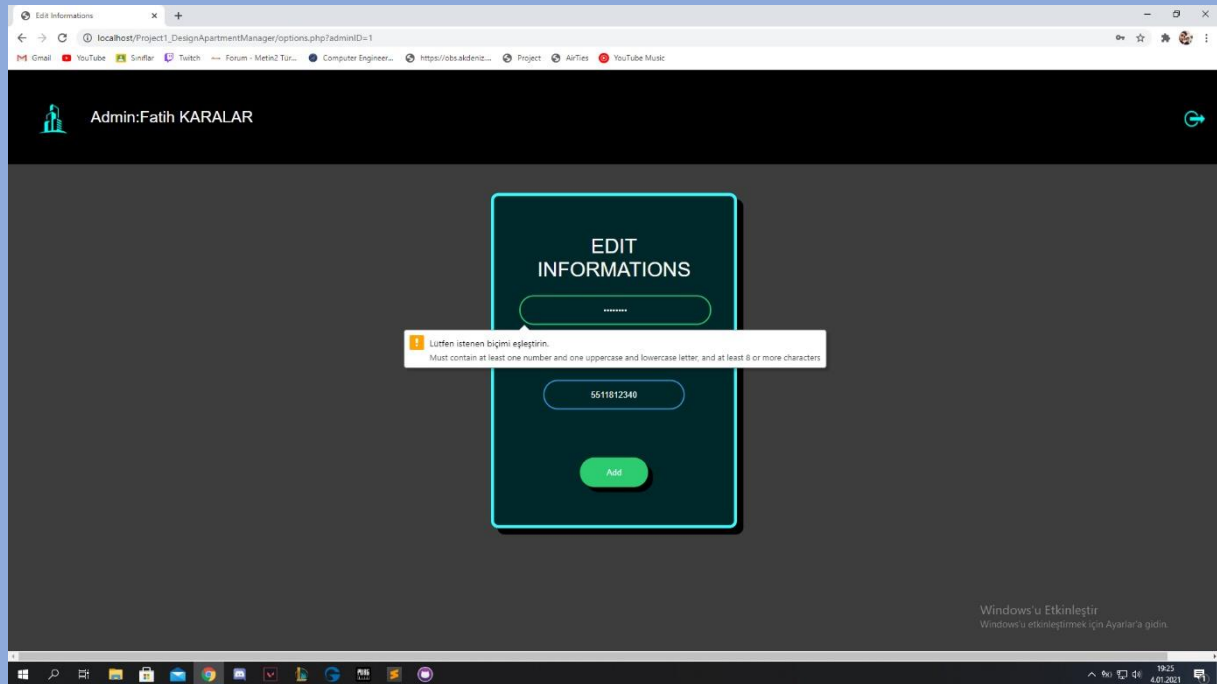 Edit Informations
localhost/Project1_DesignApartmentManager/options.php?adminID=1
Gmail YouTube Sınıflar Twitch Forum - Metin2 Tür... Computer Engineer... https://obs.akdeniz.... Project AirTies YouTube Music
Admin:Fatih KARALAR
EDIT
INFORMATIONS
Lütfen istenen biçimi eşleştirin.
Must contain at least one number and one uppercase and lowercase letter, and at least 8 or more characters
5511812340
Add
Windows'u Etkinleştir
Windows'u etkinleştirmek için Ayarlar'a gidin.
19:25
4.01.2021